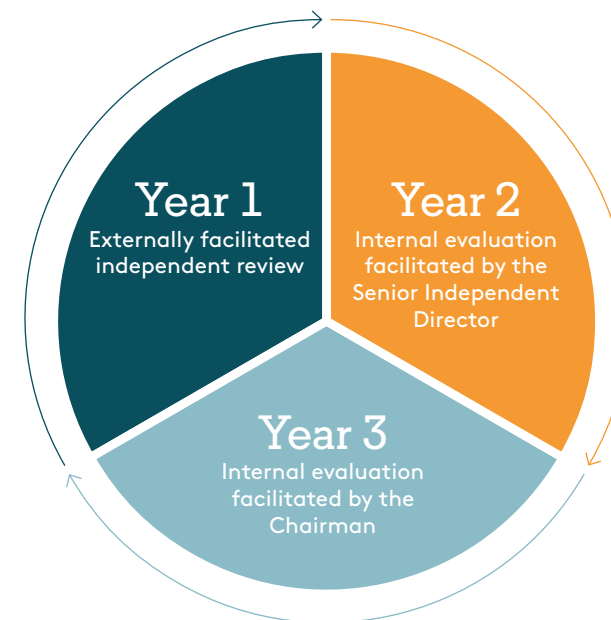 Year 1
Externally facilitated
independent review
Year 2
Internal evaluation
facilitated by the
Senior Independent
Director
Year 3
Internal evaluation
facilitated by the
Chairman